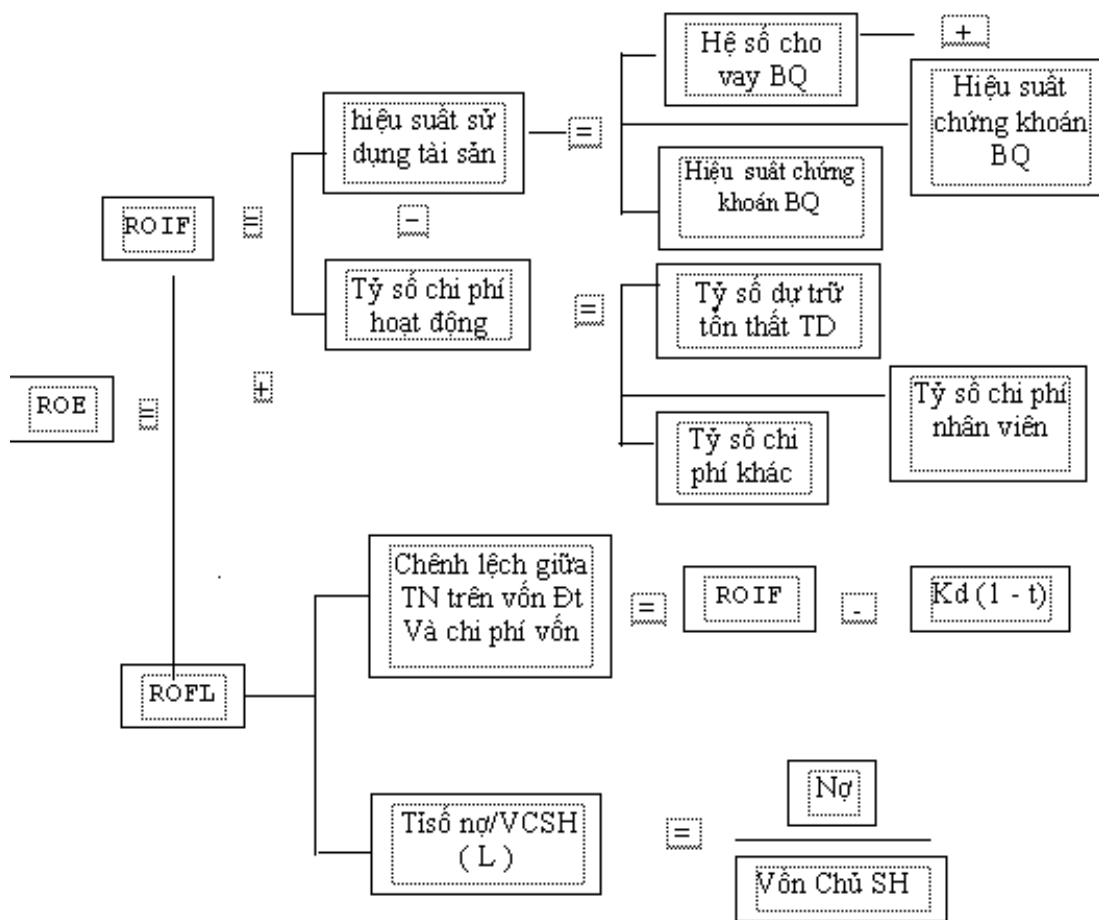 Hệ số cho
vay BQ
+
Hiệu suất
chứng khoán
BQ
hiệu suất sử
dụng tài sản
=
Hiệu suất chứng
khoán BQ
ROIF
=
-
Tỷ số chi phí
hoạt động
=
Tỷ số dự trữ
tổn thất TD
Tỷ số chi phí
nhân viên
Tỷ số chi
phí khác
ROE
=
+
Chênh lệch giữa
TN trên vốn Đt
Và chi phí vốn
=
ROIF
-
Kd (1 - t)
ROFL
Tỉsố nợ/VCSH
( L )
=
Nợ
Vốn Chủ SH